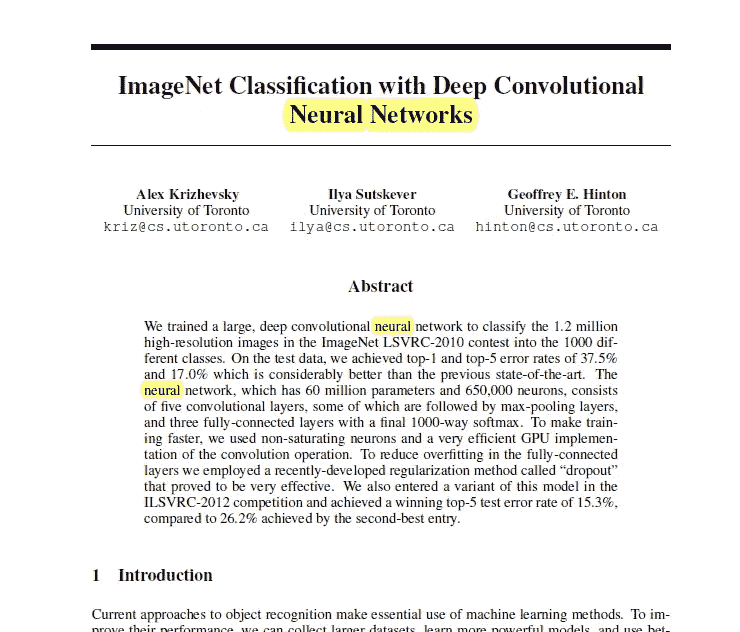 ImageNet Classification with Deep Convolutional
Neural Networks
Alex Krizhevsky
University of Toronto
kriz@cs.utoronto.ca
Ilya Sutskever
University of Toronto
ilya@cs.utoronto.ca
Geoffrey E. Hinton
University of Toronto
hinton@cs.utoronto.ca
Abstract
We trained a large, deep convolutional neural network to classify the 1.2 million
high-resolution images in the ImageNet LSVRC-2010 contest into the 1000 dif-
ferent classes. On the test data, we achieved top-1 and top-5 error rates of 37.5%
and 17.0% which is considerably better than the previous state-of-the-art. The
neural network, which has 60 million parameters and 650,000 neurons, consists
of five convolutional layers, some of which are followed by max-pooling layers,
and three fully-connected layers with a final 1000-way softmax. To make train-
ing faster, we used non-saturating neurons and a very efficient GPU implemen-
tation of the convolution operation. To reduce overfitting in the fully-connected
layers we employed a recently-developed regularization method called “dropout”
that proved to be very effective. We also entered a variant of this model in the
ILSVRC-2012 competition and achieved a winning top-5 test error rate of 15.3%,
compared to 26.2% achieved by the second-best entry.
1 Introduction
Current approaches to object recognition make essential use of machine learning methods. To im-
prove their performance, we can collect larger datasets, learn more powerful models, and use bet-